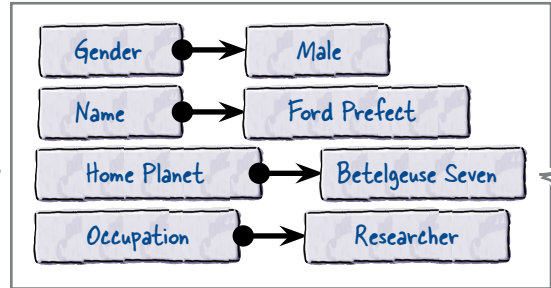 Gender Male
Name Ford Prefect
Home Planet Betelgeuse Seven
Occupation Researcher